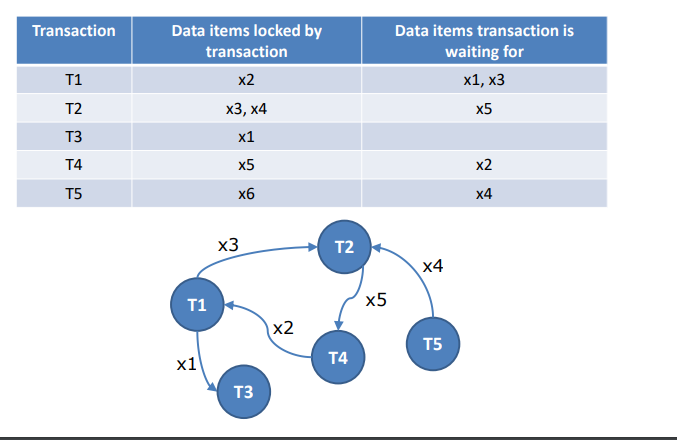 Transaction Data items locked by transaction Data items transaction is waiting for
T1 x2 x1, x3
T2 x3, x4 x5
T3 x1
T4 x5 x2
T5 x6 x4
x3
T2
x4
T1
x5
x2
T5
T4
x1
T3